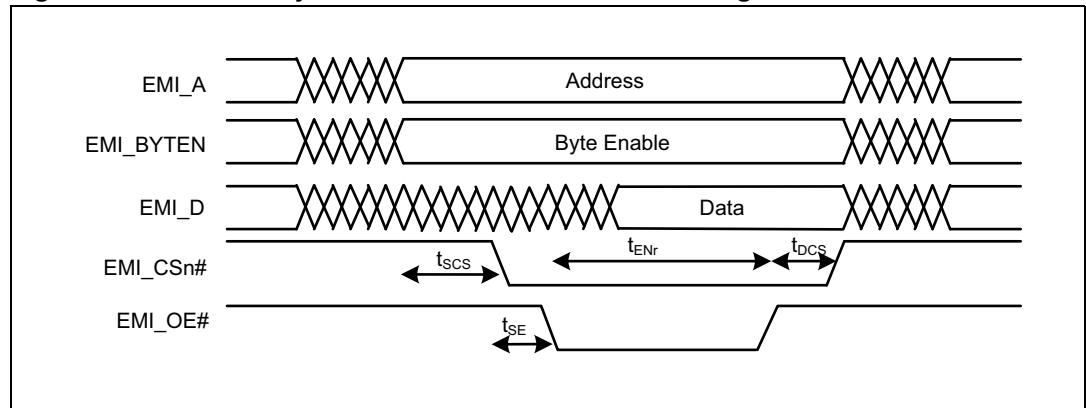 EMI_A
Address
EMI_BYTEN
Byte Enable
EMI_D
Data
EMI_CSn#
tSCS
tENr
tDCS
EMI_OE#
tSE